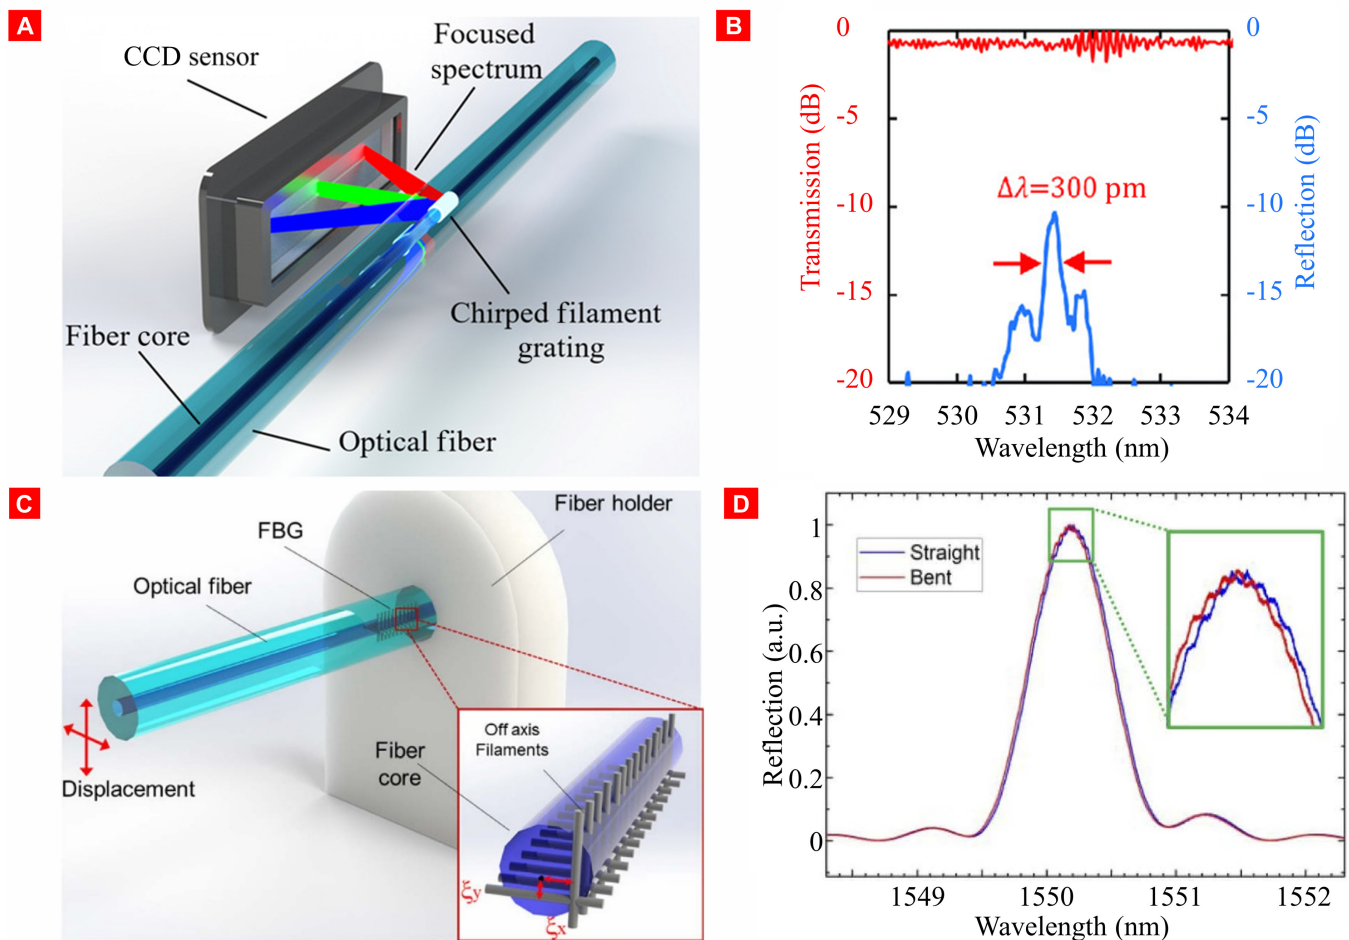 A
CCD sensor
Focused
spectrum
Fiber core
Chirped filament
grating
Optical fiber
B
0
-5
-10
-15
-20
Transmission (dB)
Δλ=300 pm
0
-5
-10
-15
-20
Reflection (dB)
529 530 531 532 533 534
Wavelength (nm)
C
Fiber holder
FBG
Optical fiber
Displacement
Off axis
Filaments
Fiber
core
ξy
ξx
D
1
0.8
0.6
0.4
0.2
0
Reflection (a.u.)
Straight
Bent
1549 1550 1551 1552
Wavelength (nm)